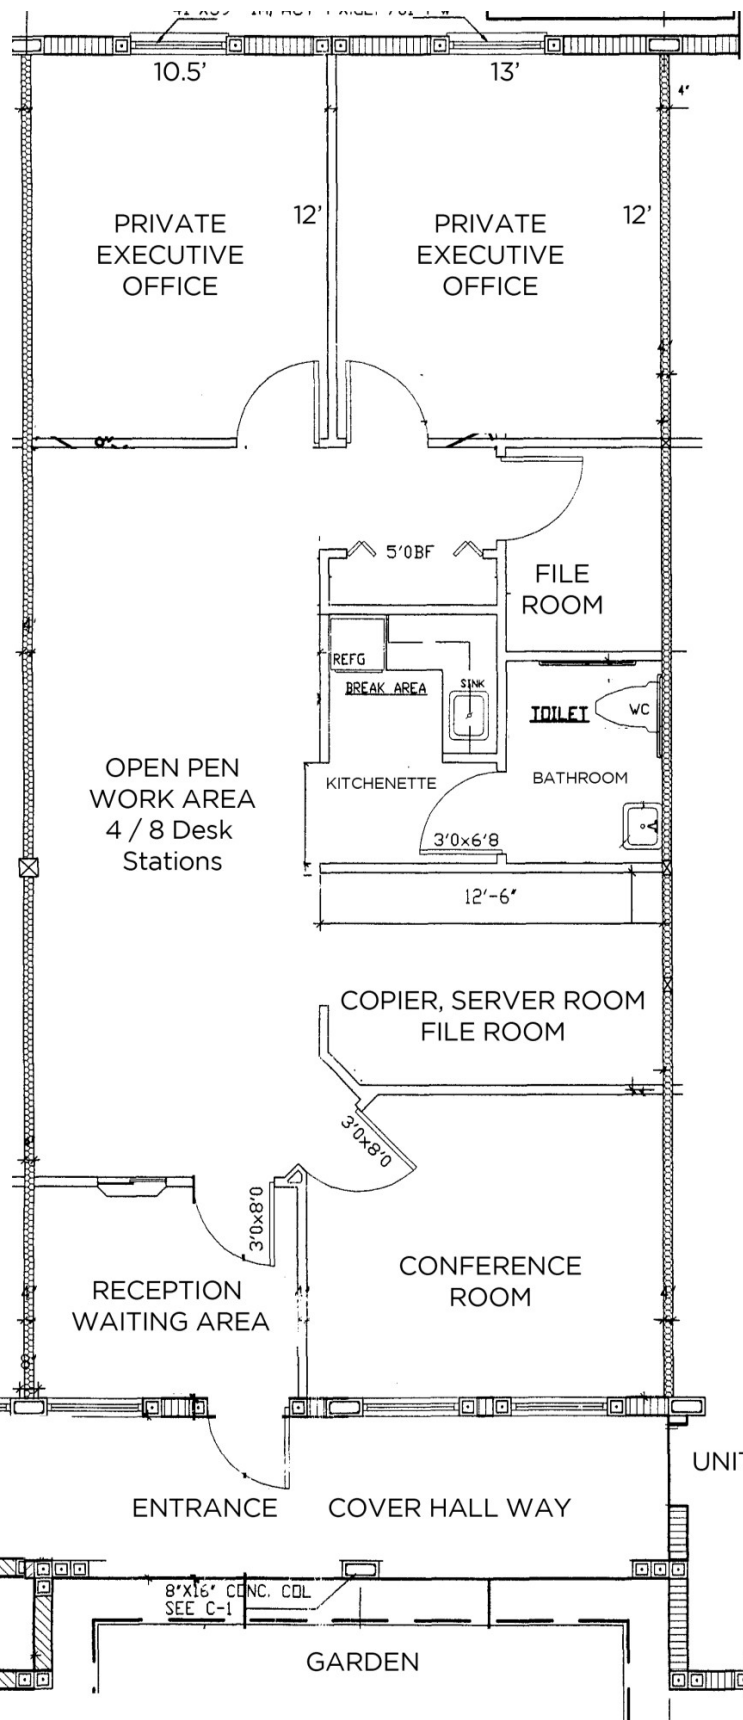 10.5'
13'
4"
12'
12'
PRIVATE
EXECUTIVE
OFFICE
PRIVATE
EXECUTIVE
OFFICE
5'0BF
FILE
ROOM
REFG
BREAK AREA
SINK
TOILET
WC
KITCHENETTE
BATHROOM
3'0x6'8
OPEN PEN
WORK AREA
4 / 8 Desk
Stations
12'-6"
COPIER, SERVER ROOM
FILE ROOM
3'0x8'0
3'0x8'0
CONFERENCE
ROOM
RECEPTION
WAITING AREA
8"
UNIT
ENTRANCE
COVER HALL WAY
8"X16" CONC. COL
SEE C-1
GARDEN